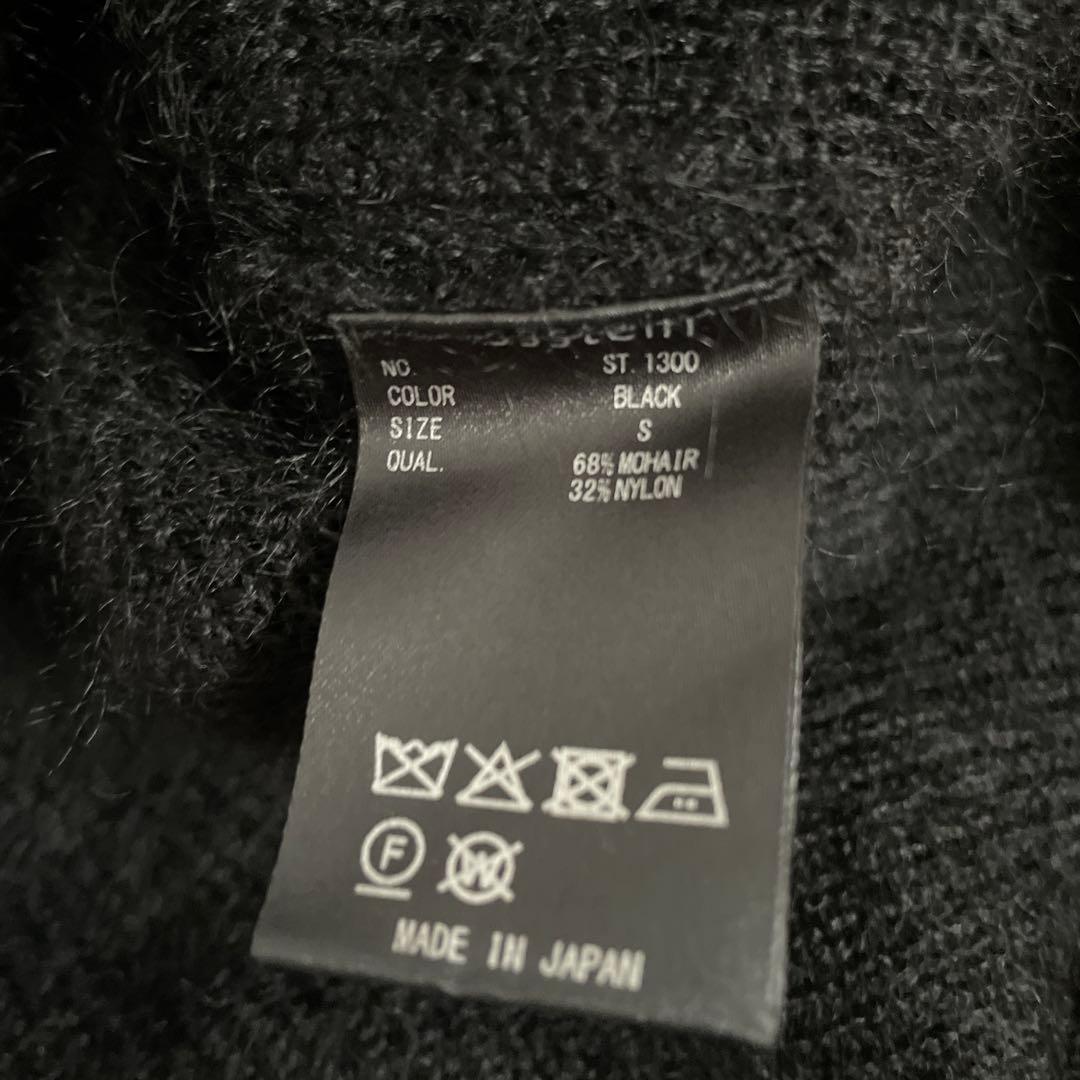 NO. ST. 1300
COLOR BLACK
SIZE S
QUAL. 68% MOHAIR
32% NYLON
F W
MADE IN JAPAN